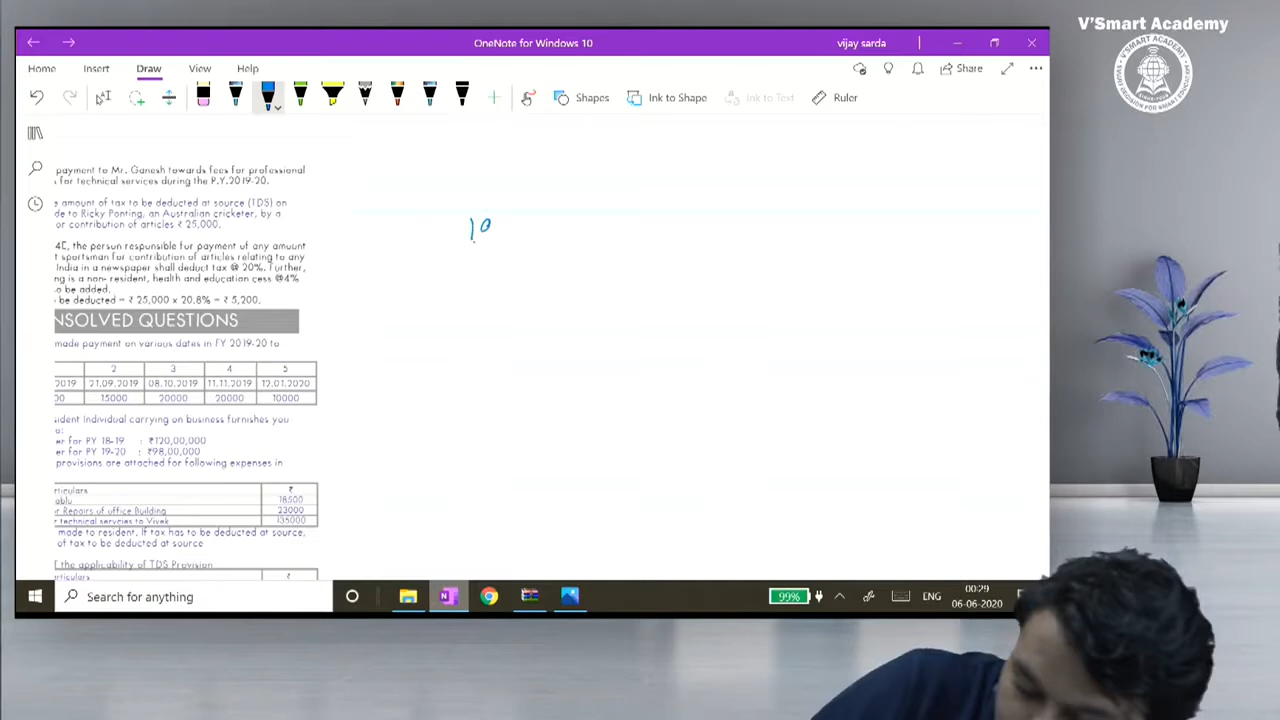 V'Smart Academy
OneNote for Windows 10
vijay sarda
Home Insert Draw View Help
Share
Shapes Ink to Shape Ink to Text Ruler
payment to Mr. Ganesh towards fees for professional
for technical services during the P.Y.2019-20.
amount of tax to be deducted at source (TDS) on
de to Ricky Ponting, an Australian cricketer, by a
or contribution of articles ₹ 25,000.
4E, the person responsible for payment of any amount
t sportsman for contribution of articles relating to any
India in a newspaper shall deduct tax @ 20%. Further,
ng is a non- resident, health and education cess @4%
o be added.
be deducted = ₹ 25,000 x 20.8% = ₹ 5,200.
NSOLVED QUESTIONS
made payment on various dates in FY 2019-20 to
2 3 4 5
2019 21.09.2019 08.10.2019 11.11.2019 12.01.2020
00 15000 20000 20000 10000
sident Individual carrying on business furnishes you
o:
er for PY 18-19 : ₹120,00,000
er for PY 19-20 : ₹98,00,000
provisions are attached for following expenses in
rticulars ₹
ablu 18500
or Repairs of office Building 23000
r technical servcies to Vivek 135000
made to resident. If tax has to be deducted at source,
of tax to be deducted at source
f the applicability of TDS Provision
rticulars ₹
10
Search for anything
99%
ENG
00:29
06-06-2020